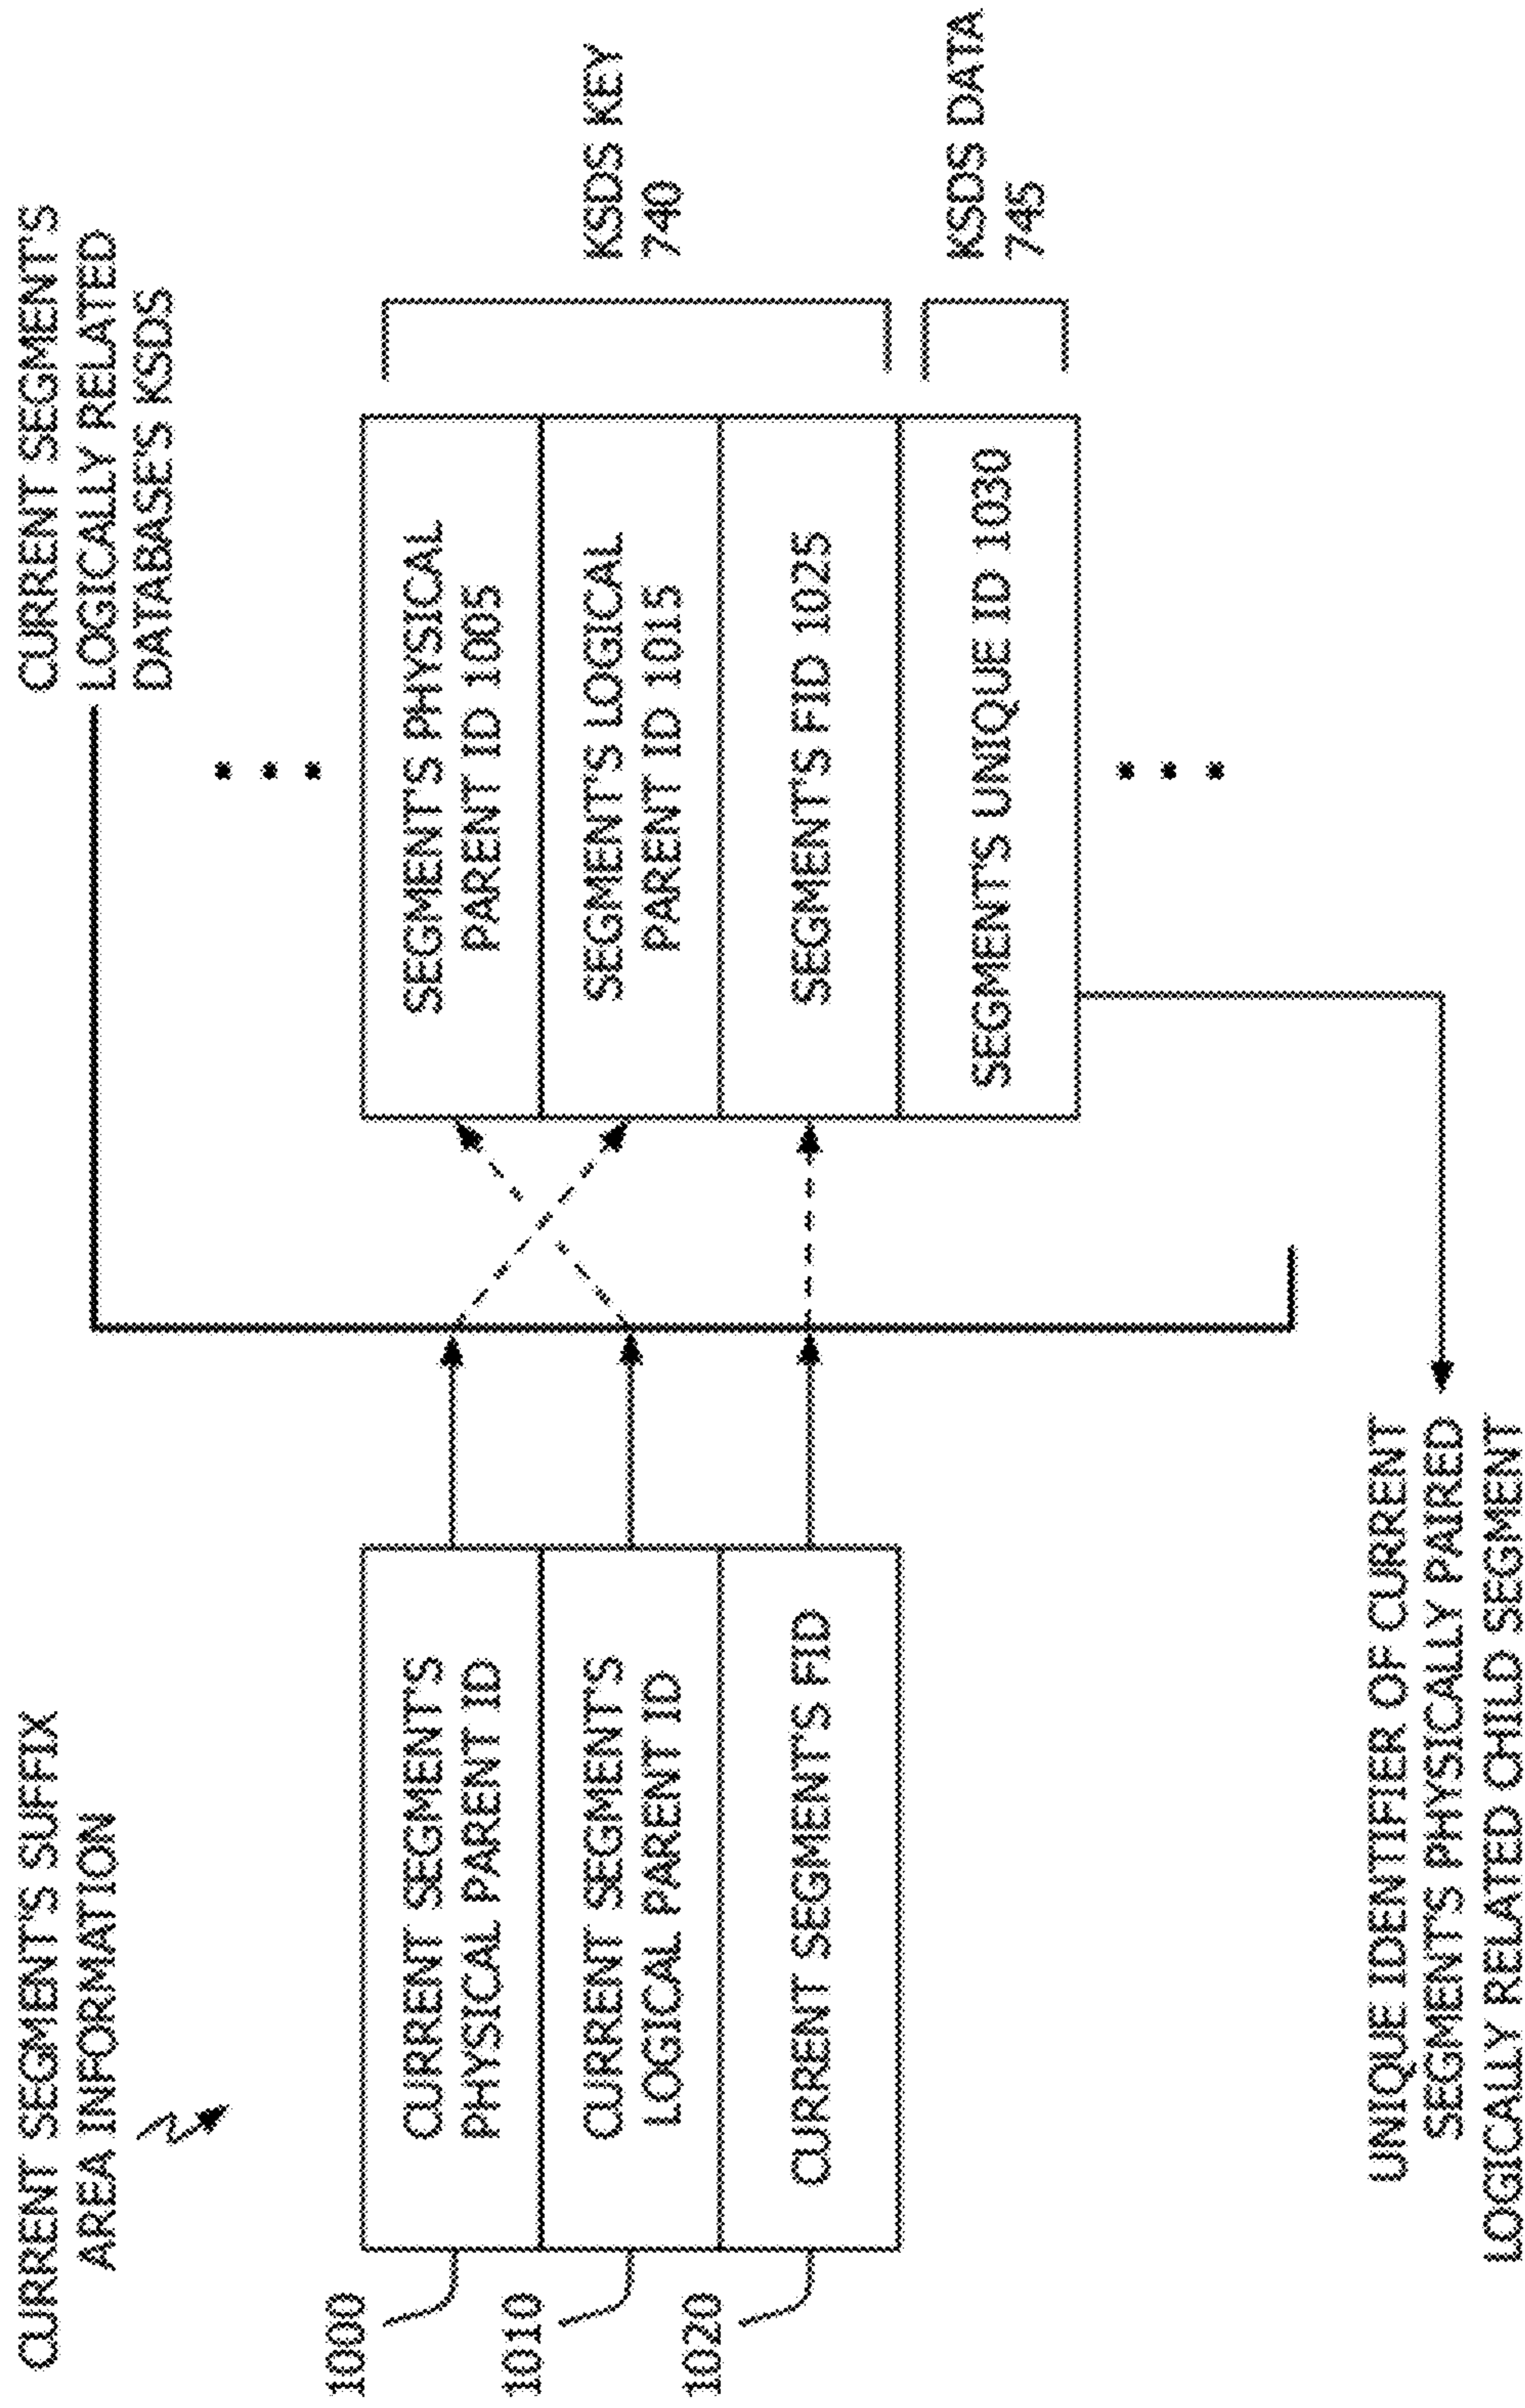 CURRENT SEGMENT'S SUFFIX
AREA INFORMATION
1000
CURRENT SEGMENT'S
PHYSICAL PARENT ID
1010
CURRENT SEGMENT'S
LOGICAL PARENT ID
1020
CURRENT SEGMENT'S FID
CURRENT SEGMENT'S
LOGICALLY RELATED
DATABASE'S KSDS
SEGMENT'S PHYSICAL
PARENT ID 1005
SEGMENT'S LOGICAL
PARENT ID 1015
SEGMENT'S FID 1025
SEGMENT'S UNIQUE ID 1030
KSDS KEY
740
KSDS DATA
745
UNIQUE IDENTIFIER OF CURRENT
SEGMENT'S PHYSICALLY PAIRED
LOGICALLY RELATED CHILD SEGMENT